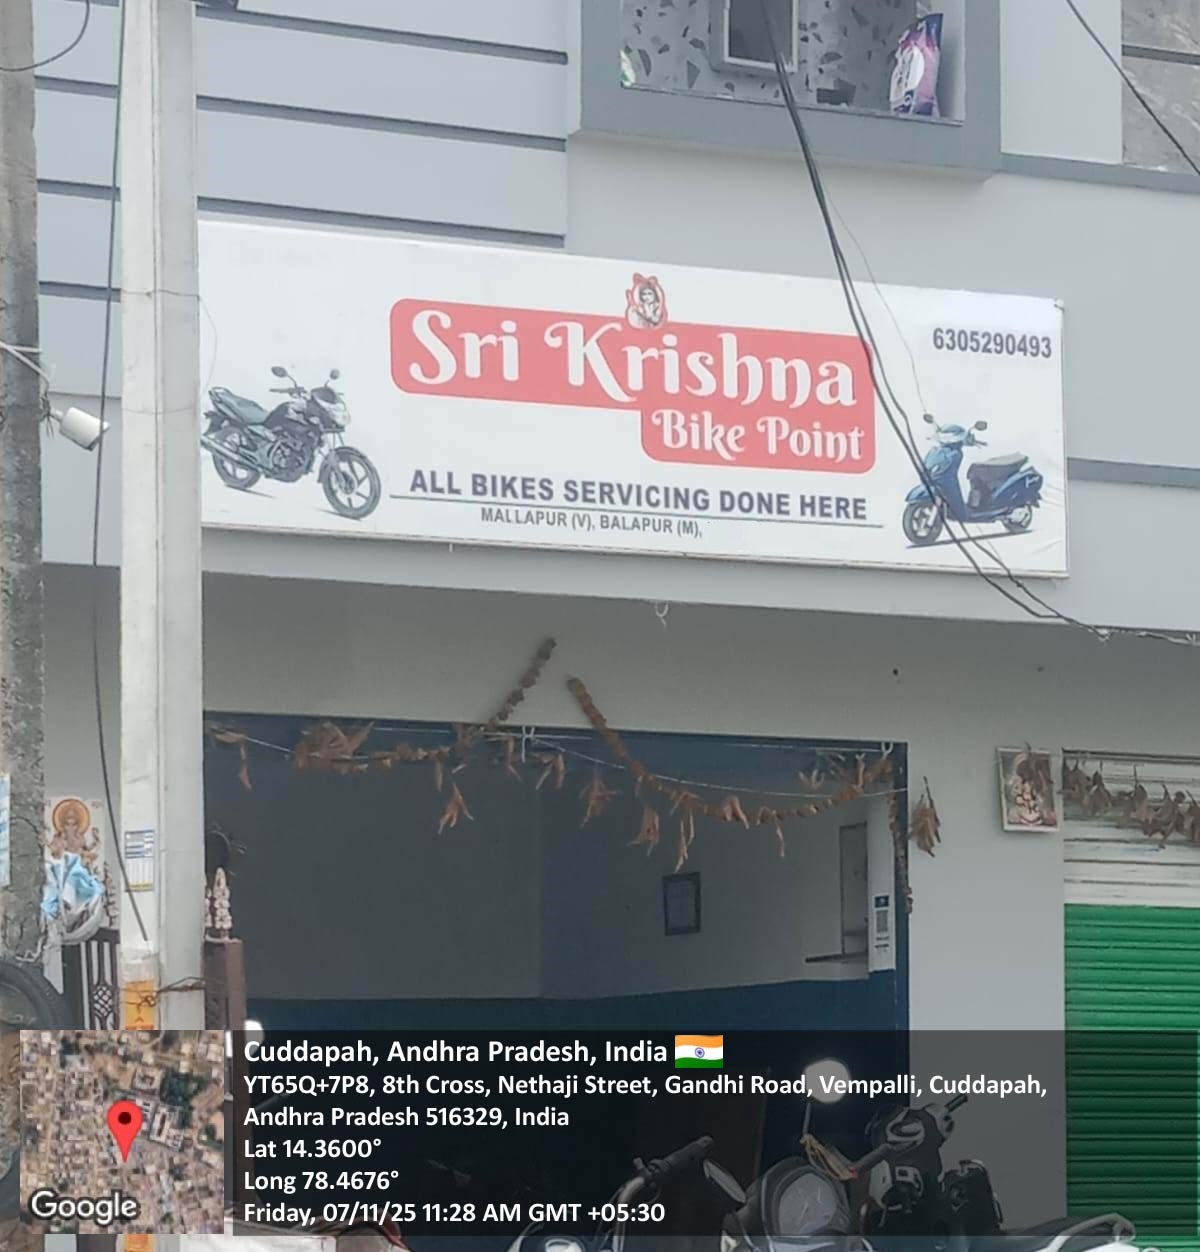 Sri Krishna
Bike Point
6305290493
ALL BIKES SERVICING DONE HERE
MALLAPUR (V), BALAPUR (M),
Cuddapah, Andhra Pradesh, India
YT65Q+7P8, 8th Cross, Nethaji Street, Gandhi Road, Vempalli, Cuddapah,
Andhra Pradesh 516329, India
Lat 14.3600°
Long 78.4676°
Friday, 07/11/25 11:28 AM GMT +05:30
Google